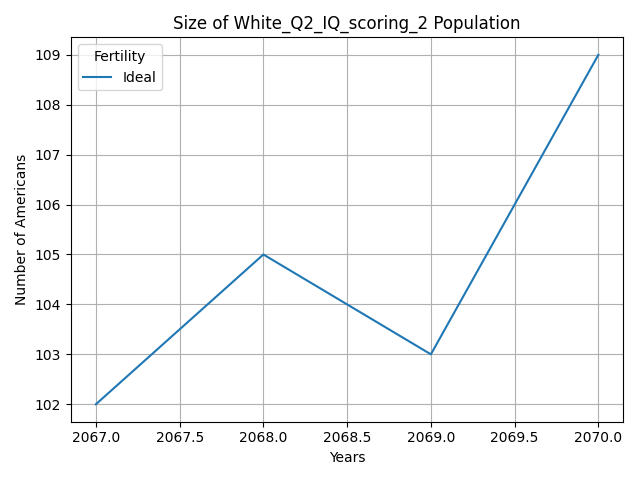 Size of White_Q2_IQ_scoring_2 Population
Fertility
Ideal
Number of Americans
109
108
107
106
105
104
103
102
2067.0 2067.5 2068.0 2068.5 2069.0 2069.5 2070.0
Years